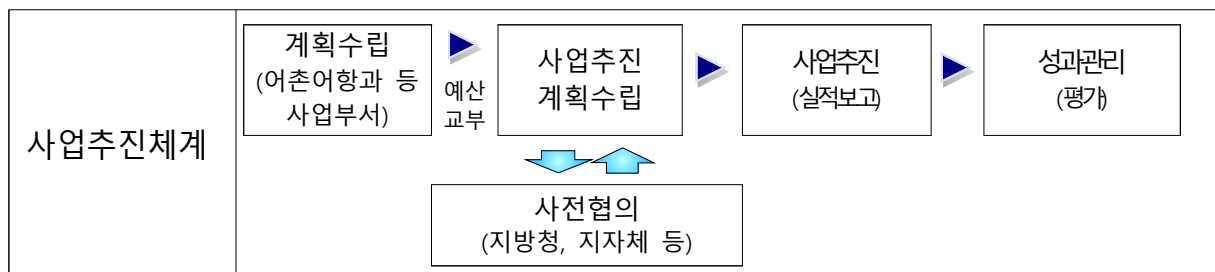 사업추진체계
계획수립
(어촌어항과 등
사업부서)
예산
교부
사업추진
계획수립
사업추진
(실적보고)
성과관리
(평가)
사전협의
(지방청, 지자체 등)